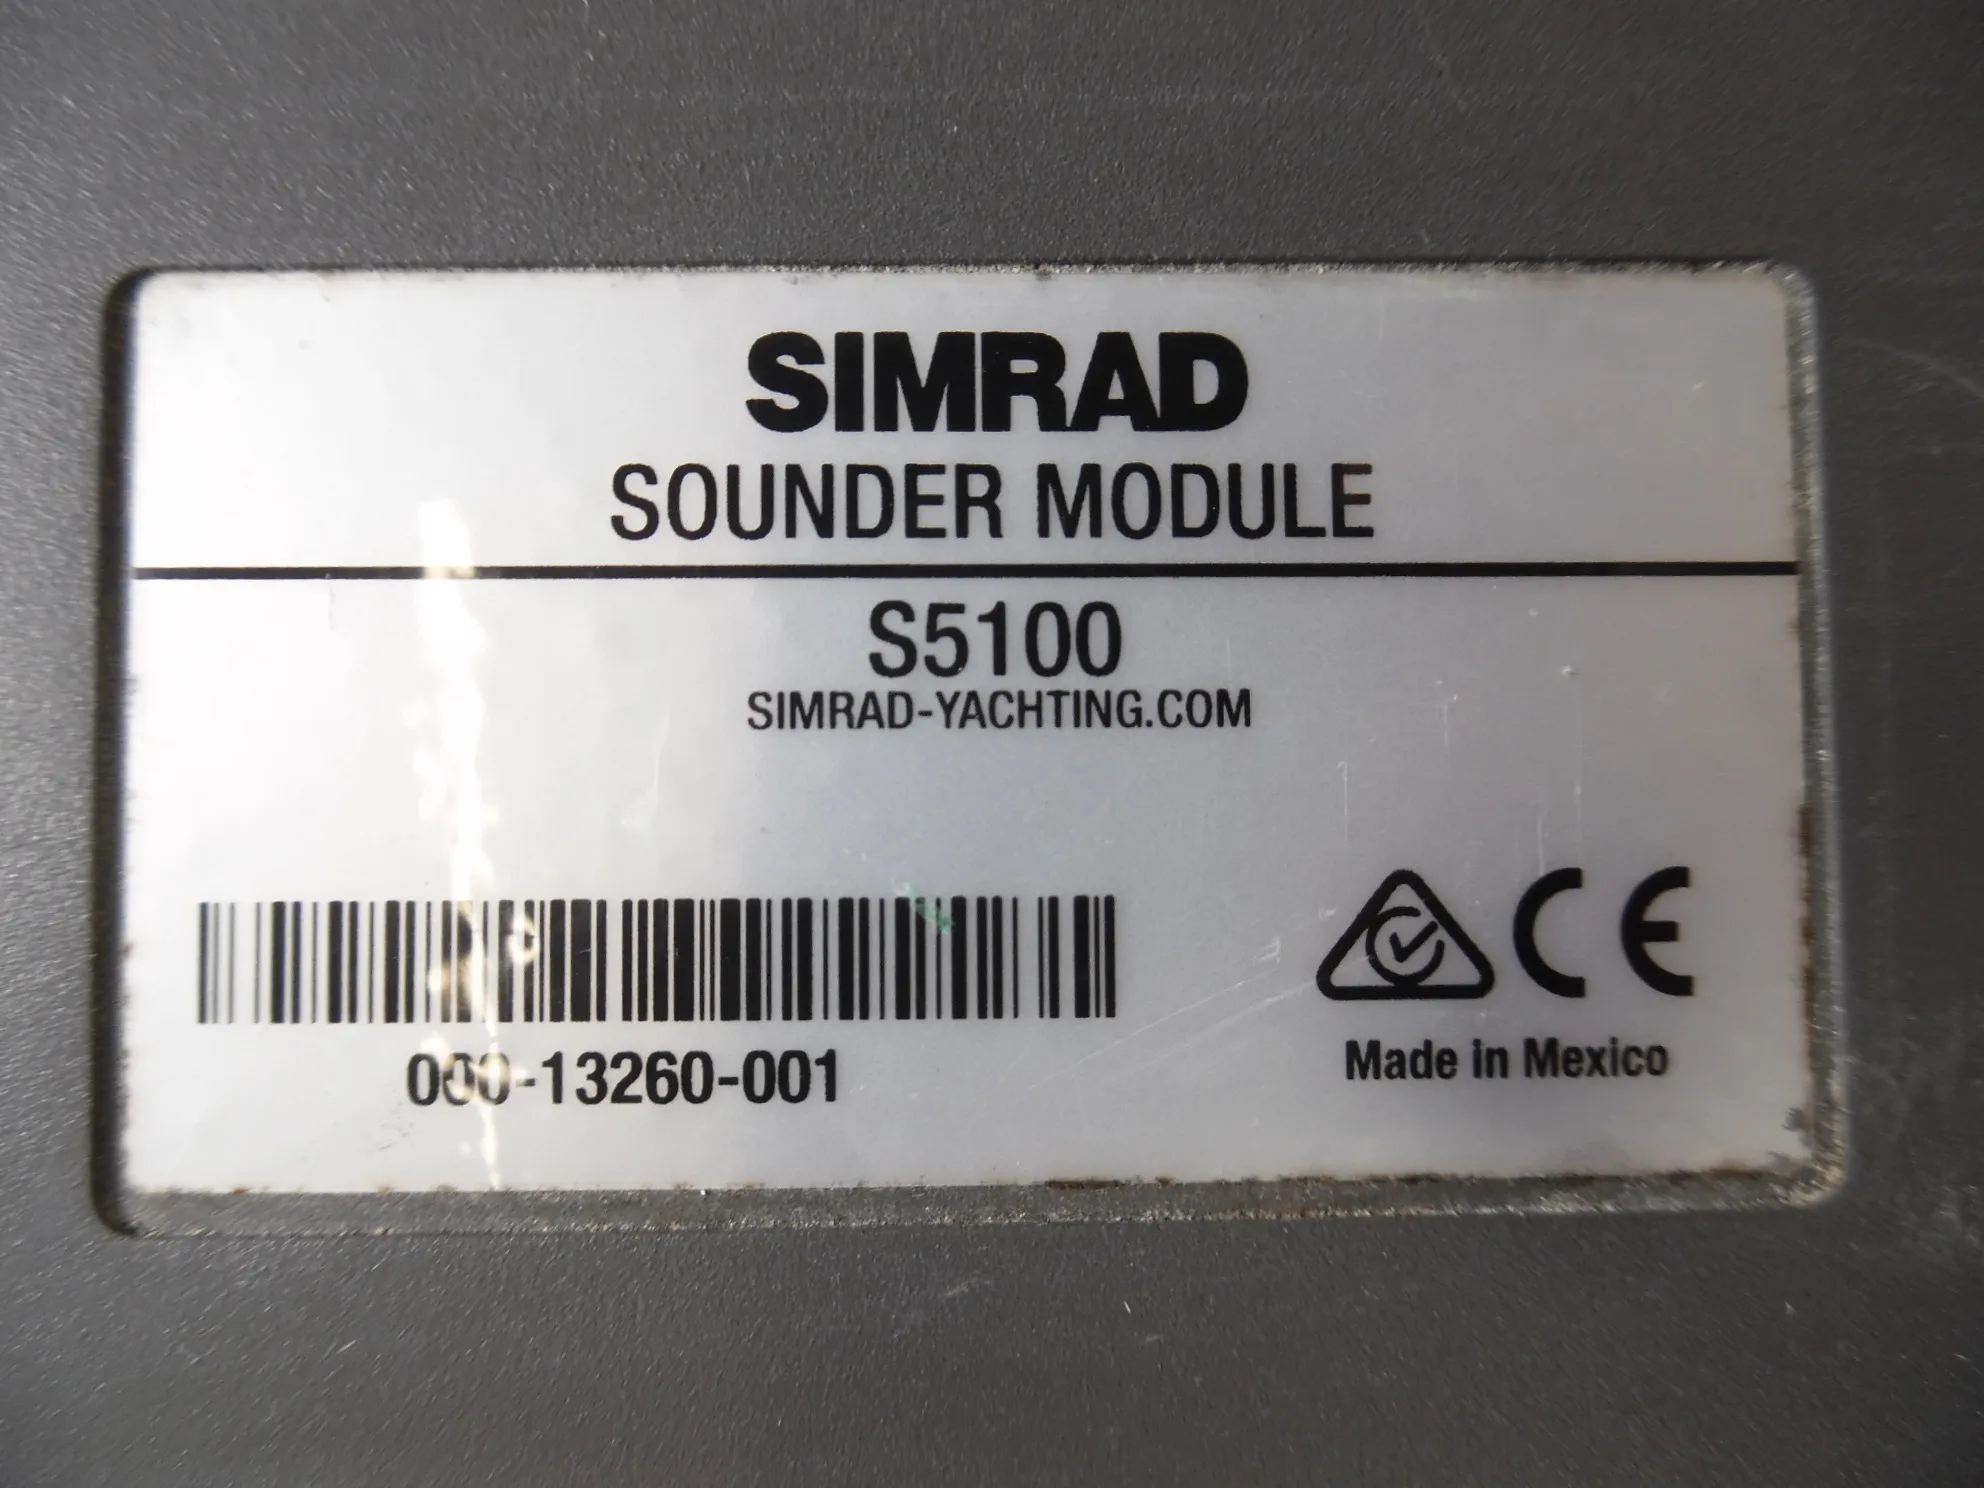 SIMRAD
SOUNDER MODULE
S5100
SIMRAD-YACHTING.COM
000-13260-001
CE
Made in Mexico